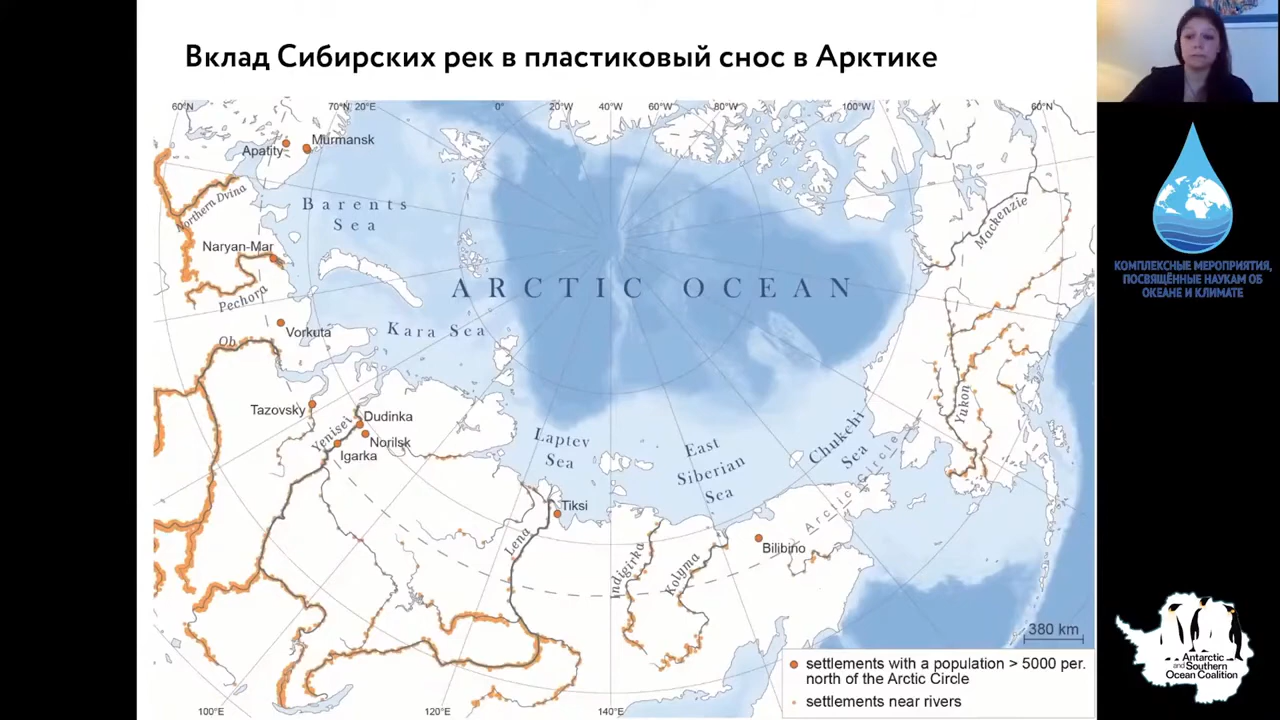 Вклад Сибирских рек в пластиковый снос в Арктике
60°N
70°N
20°E
0°
20°W
40°W
60°W
80°W
100°W
60°N
Murmansk
Apatity
Northern Dvina
Barents
Sea
Mackenzie
Naryan-Mar
ARCTIC OCEAN
Pechora
Vorkuta
Kara Sea
Ob
Tazovsky
Yenisei
Dudinka
Norilsk
Igarka
Yukon
Laptev
Sea
East
Siberian
Sea
Chukchi
Sea
Arctic Circle
Tiksi
Lena
Indigirka
Kolyma
Bilibino
380 km
settlements with a population > 5000 per.
north of the Arctic Circle
settlements near rivers
100°E
120°E
140°E
КОМПЛЕКСНЫЕ МЕРОПРИЯТИЯ,
ПОСВЯЩЁННЫЕ НАУКАМ ОБ
ОКЕАНЕ И КЛИМАТЕ
Antarctic
and Southern
Ocean Coalition